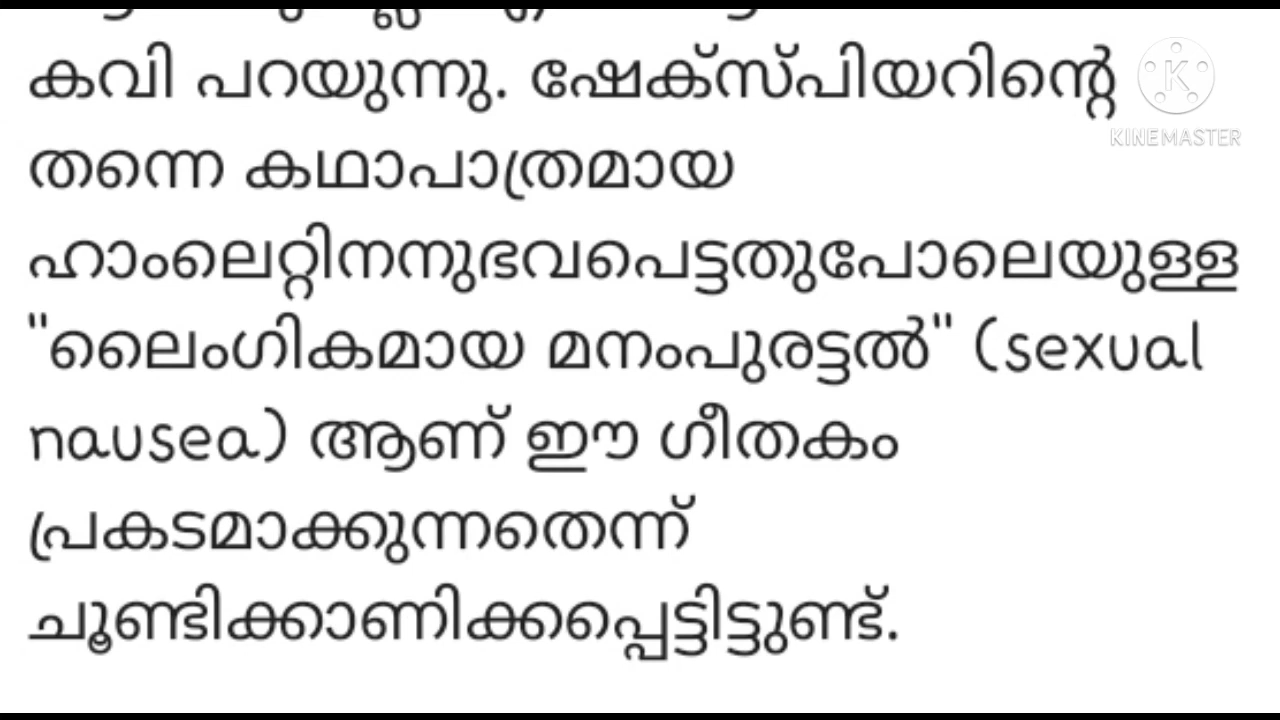 കവി പറയുന്നു. ഷേക്സ്പിയറിന്റെ
KINEMASTER
തന്നെ കഥാപാത്രമായ
ഹാംലെറ്റിനനുഭവപെട്ടതുപോലെയുള്ള
"ലൈംഗികമായ മനംപുരട്ടൽ" (sexual
nausea) ആണ് ഈ ഗീതകം
പ്രകടമാക്കുന്നതെന്ന്
ചൂണ്ടിക്കാണിക്കപ്പെട്ടിട്ടുണ്ട്.